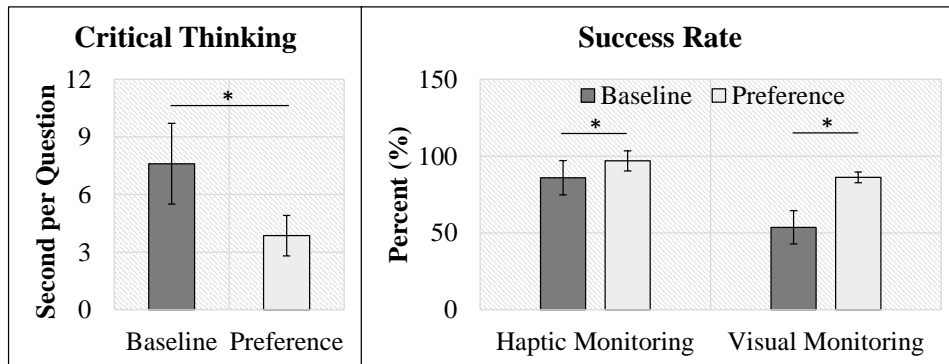 Critical Thinking
Second per Question
12
9
6
3
0
*
Baseline Preference
Success Rate
Percent (%)
150
100
50
0
Baseline Preference
* *
Haptic Monitoring Visual Monitoring